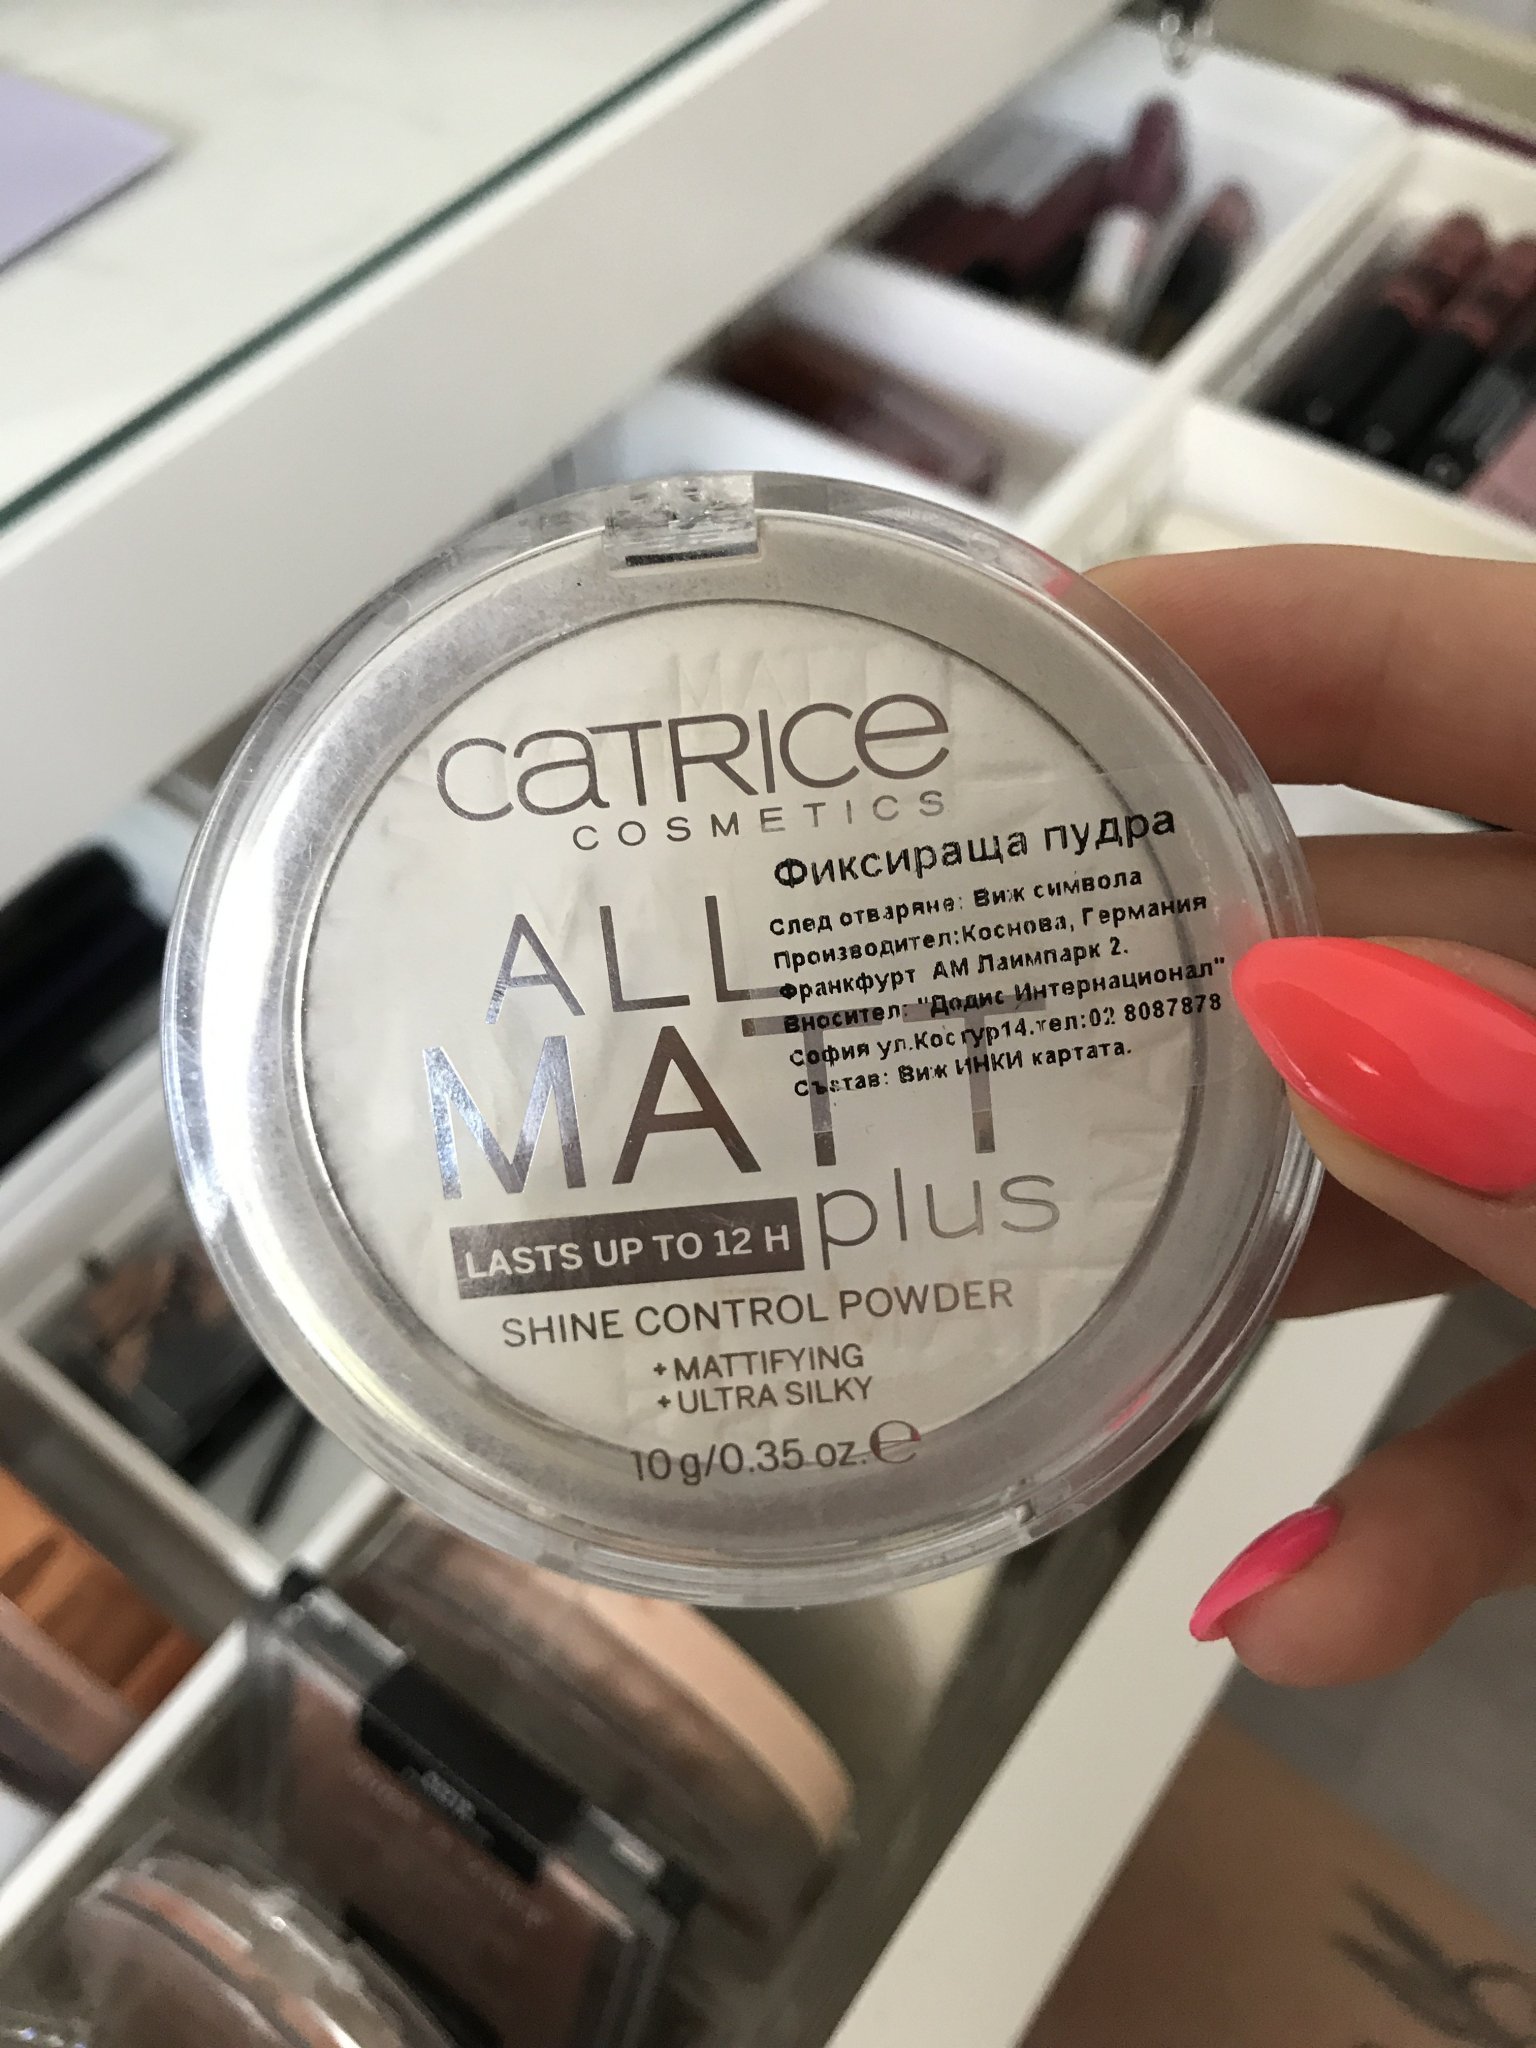 CATRICE
COSMETICS
Фиксираща пудра
След отваряне: Виж символа
Производител:Коснова, Германия
Франкфурт АМ Лаимпарк 2.
Вносител: "Додис Интернационал"
София ул.Костур14.тел:02 8087878
Състав: Виж ИНКИ картата.
ALL
MATT
plus
LASTS UP TO 12 H
SHINE CONTROL POWDER
+ MATTIFYING
+ ULTRA SILKY
10 g/0.35 oz. ℮